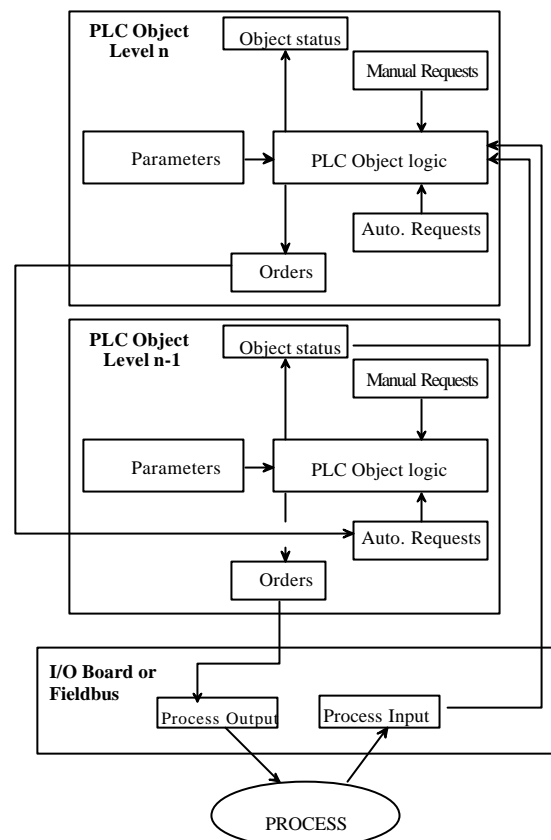 PLC Object
Level n
Object status
Manual Requests
Parameters
PLC Object logic
Auto. Requests
Orders
PLC Object
Level n-1
Object status
Manual Requests
Parameters
PLC Object logic
Auto. Requests
Orders
I/O Board or
Fieldbus
Process Output
Process Input
PROCESS